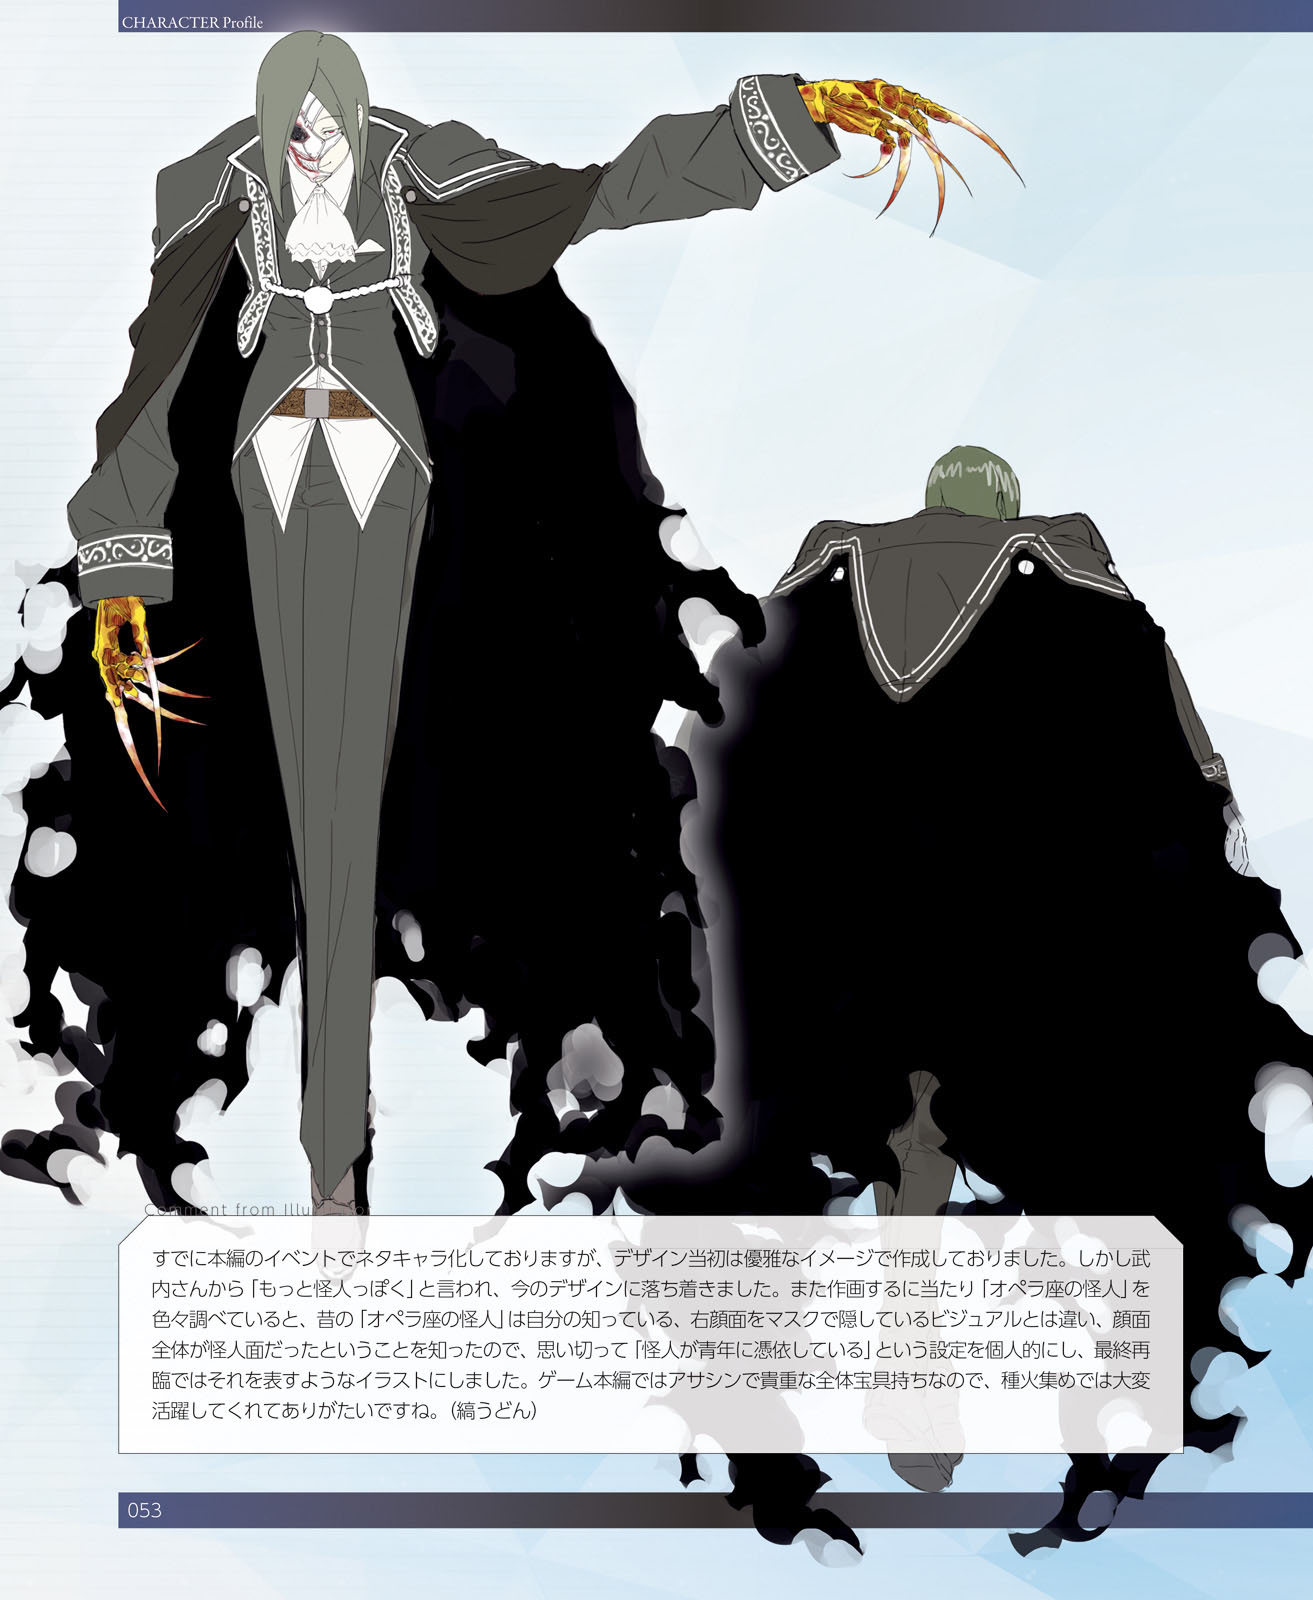 CHARACTER Profile
Comment from Illustrator
すでに本編のイベントでネタキャラ化しておりますが、デザイン当初は優雅なイメージで作成しておりました。しかし武
内さんから「もっと怪人っぽく」と言われ、今のデザインに落ち着きました。また作画するに当たり「オペラ座の怪人」を
色々調べていると、昔の「オペラ座の怪人」は自分の知っている、右顔面をマスクで隠しているビジュアルとは違い、顔面
全体が怪人面だったということを知ったので、思い切って「怪人が青年に憑依している」という設定を個人的にし、最終再
臨ではそれを表すようなイラストにしました。ゲーム本編ではアサシンで貴重な全体宝具持ちなので、種火集めでは大変
活躍してくれてありがたいですね。（縞うどん）
053